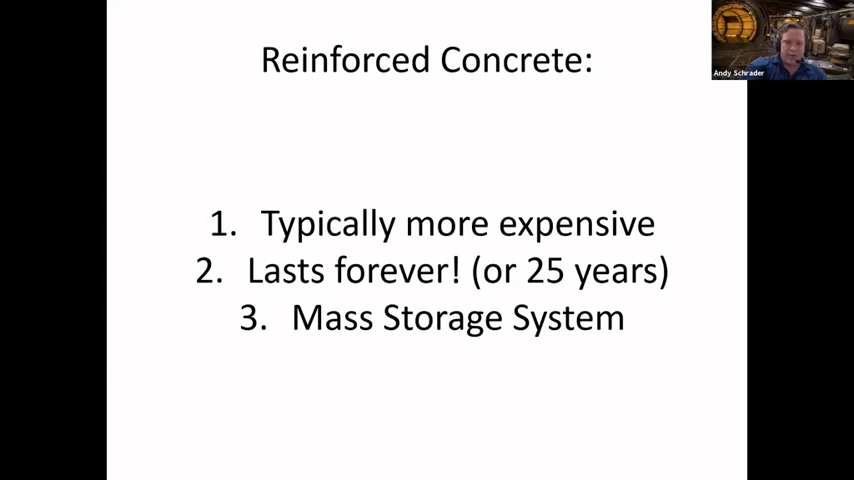 Reinforced Concrete:
Andy Schrader
1. Typically more expensive
2. Lasts forever! (or 25 years)
3. Mass Storage System